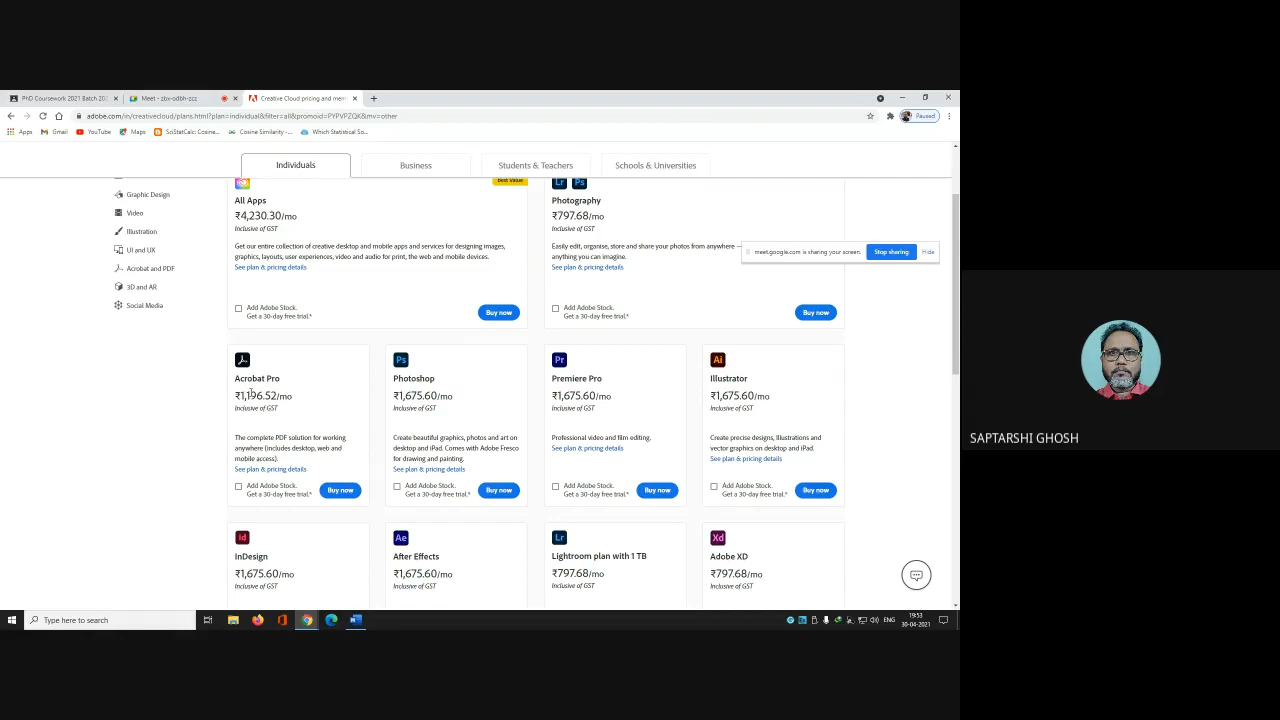 PhD Coursework 2021 Batch 202
Meet - zbx-odbh-zcz
Creative Cloud pricing and mem
adobe.com/in/creativecloud/plans.html?plan=individual&filter=all&promoid=PYPVPZQK&mv=other
Paused
Apps
Gmail
YouTube
Maps
SciStatCalc: Cosine...
Cosine Similarity -...
Which Statistical So...
Individuals
Business
Students & Teachers
Schools & Universities
Graphic Design
Video
Illustration
UI and UX
Acrobat and PDF
3D and AR
Social Media
Best Value
All Apps
₹4,230.30/mo
Inclusive of GST
Get our entire collection of creative desktop and mobile apps and services for designing images,
graphics, layouts, user experiences, video and audio for print, the web and mobile devices.
See plan & pricing details
Add Adobe Stock.
Get a 30-day free trial.*
Buy now
Lr Ps
Photography
₹797.68/mo
Inclusive of GST
Easily edit, organise, store and share your photos from anywhere —
anything you can imagine.
See plan & pricing details
Add Adobe Stock.
Get a 30-day free trial.*
Buy now
meet.google.com is sharing your screen.
Stop sharing
Hide
Acrobat Pro
₹1,196.52/mo
Inclusive of GST
The complete PDF solution for working
anywhere (includes desktop, web and
mobile access).
See plan & pricing details
Add Adobe Stock.
Get a 30-day free trial.*
Buy now
Ps
Photoshop
₹1,675.60/mo
Inclusive of GST
Create beautiful graphics, photos and art on
desktop and iPad. Comes with Adobe Fresco
for drawing and painting.
See plan & pricing details
Add Adobe Stock.
Get a 30-day free trial.*
Buy now
Pr
Premiere Pro
₹1,675.60/mo
Inclusive of GST
Professional video and film editing.
See plan & pricing details
Add Adobe Stock.
Get a 30-day free trial.*
Buy now
Ai
Illustrator
₹1,675.60/mo
Inclusive of GST
Create precise designs, Illustrations and
vector graphics on desktop and iPad.
See plan & pricing details
Add Adobe Stock.
Get a 30-day free trial.*
Buy now
Id
InDesign
₹1,675.60/mo
Inclusive of GST
Ae
After Effects
₹1,675.60/mo
Inclusive of GST
Lr
Lightroom plan with 1 TB
₹797.68/mo
Inclusive of GST
Xd
Adobe XD
₹797.68/mo
Inclusive of GST
Type here to search
ENG
19:53
30-04-2021
SAPTARSHI GHOSH